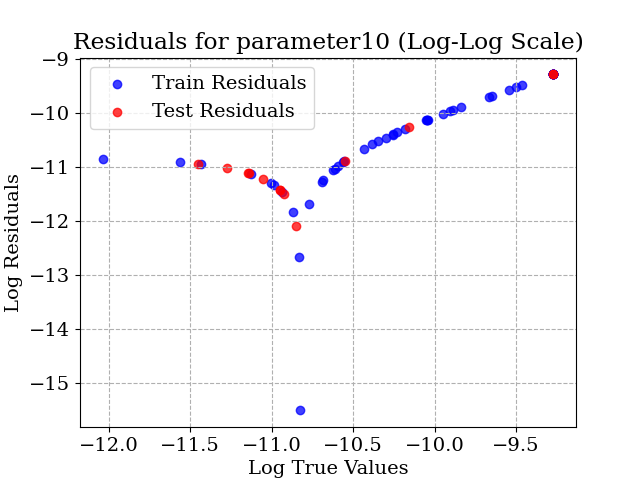 Residuals for parameter10 (Log-Log Scale)
Train Residuals
Test Residuals
−9
−10
−11
−12
−13
−14
−15
Log Residuals
−12.0 −11.5 −11.0 −10.5 −10.0 −9.5
Log True Values